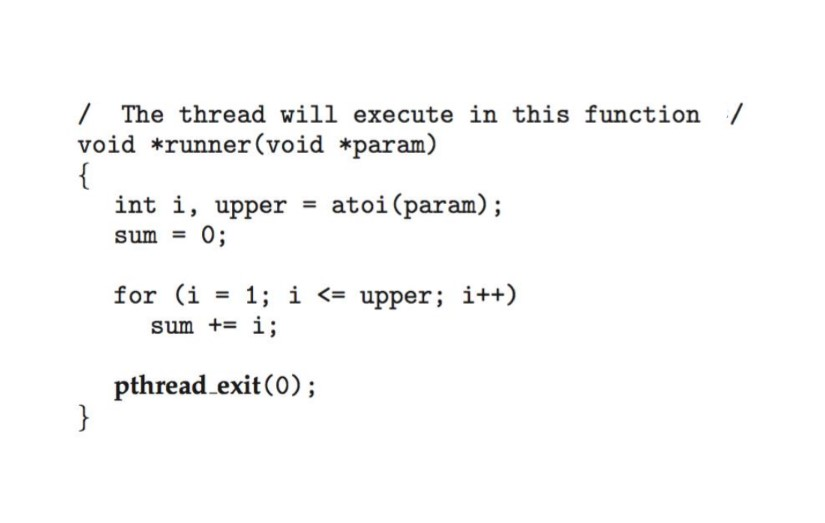 /  The thread will execute in this function  /
void *runner(void *param)
{
int i, upper = atoi(param);
sum = 0;
for (i = 1; i <= upper; i++)
sum += i;
pthread_exit(0);
}